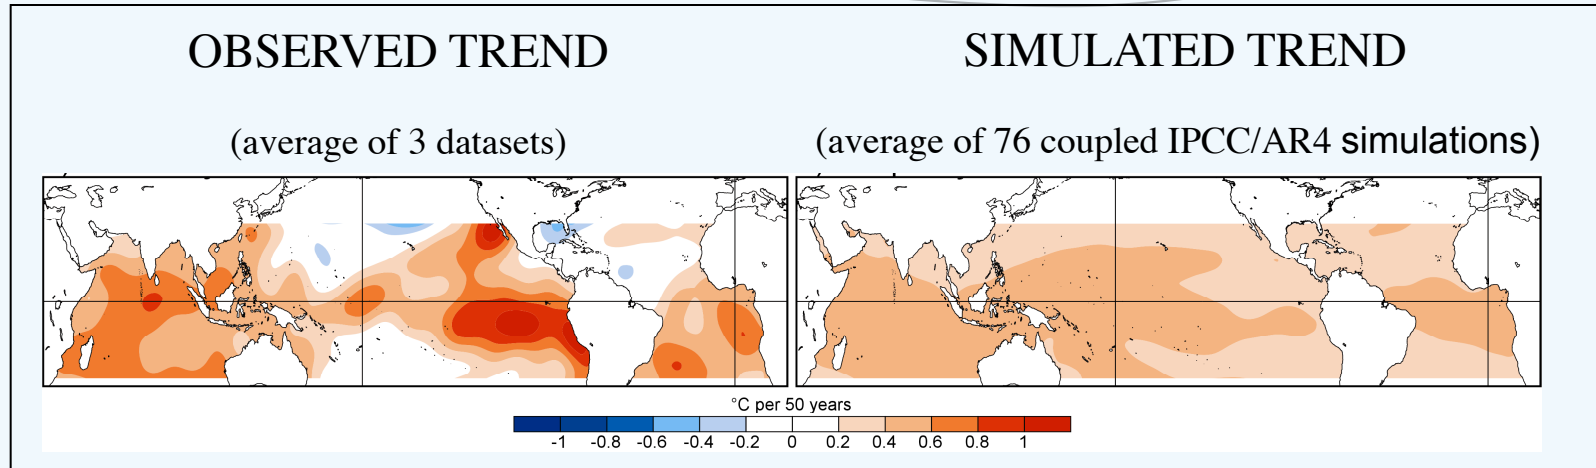 OBSERVED TREND
(average of 3 datasets)
SIMULATED TREND
(average of 76 coupled IPCC/AR4 simulations)
°C per 50 years
-1 -0.8 -0.6 -0.4 -0.2 0 0.2 0.4 0.6 0.8 1